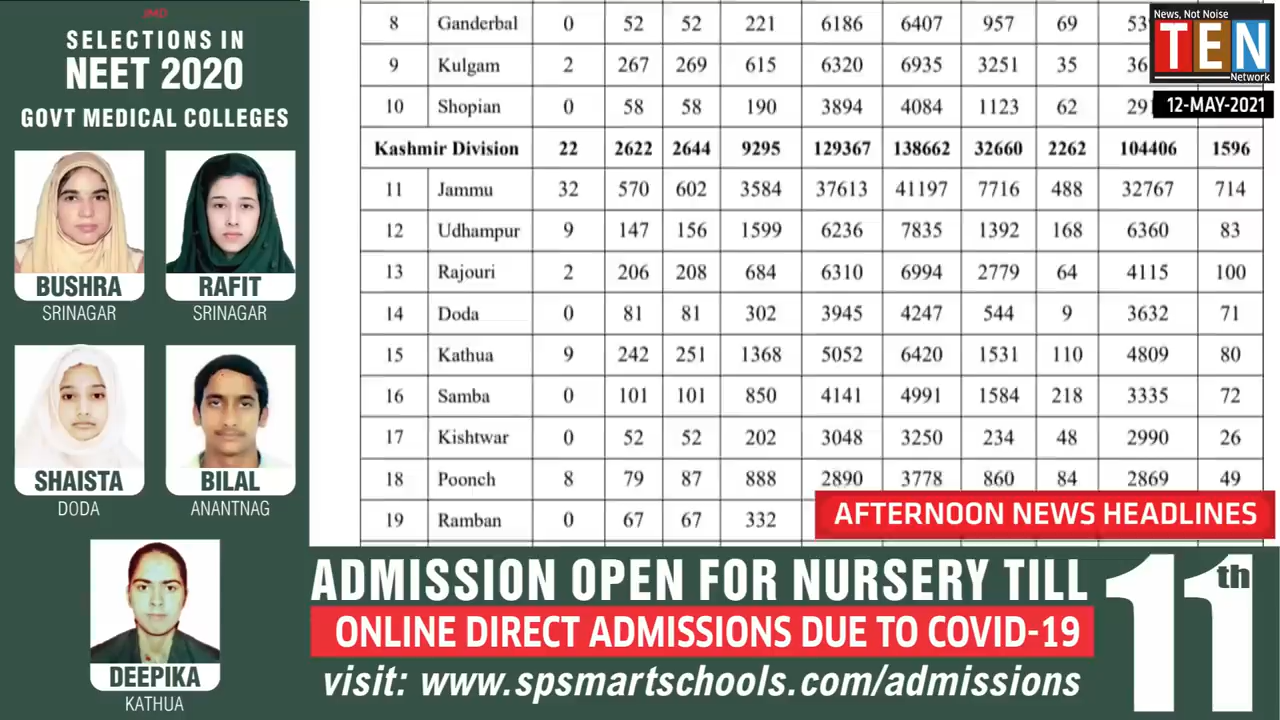 JMD
SELECTIONS IN
NEET 2020
GOVT MEDICAL COLLEGES
BUSHRA
SRINAGAR
RAFIT
SRINAGAR
SHAISTA
DODA
BILAL
ANANTNAG
DEEPIKA
KATHUA
8 Ganderbal 0 52 52 221 6186 6407 957 69
9 Kulgam 2 267 269 615 6320 6935 3251 35
10 Shopian 0 58 58 190 3894 4084 1123 62
Kashmir Division 22 2622 2644 9295 129367 138662 32660 2262 104406 1596
11 Jammu 32 570 602 3584 37613 41197 7716 488 32767 714
12 Udhampur 9 147 156 1599 6236 7835 1392 168 6360 83
13 Rajouri 2 206 208 684 6310 6994 2779 64 4115 100
14 Doda 0 81 81 302 3945 4247 544 9 3632 71
15 Kathua 9 242 251 1368 5052 6420 1531 110 4809 80
16 Samba 0 101 101 850 4141 4991 1584 218 3335 72
17 Kishtwar 0 52 52 202 3048 3250 234 48 2990 26
18 Poonch 8 79 87 888 2890 3778 860 84 2869 49
19 Ramban 0 67 67 332
News, Not Noise
TEN
Network
12-MAY-2021
AFTERNOON NEWS HEADLINES
ADMISSION OPEN FOR NURSERY TILL 11th
ONLINE DIRECT ADMISSIONS DUE TO COVID-19
visit: www.spsmartschools.com/admissions